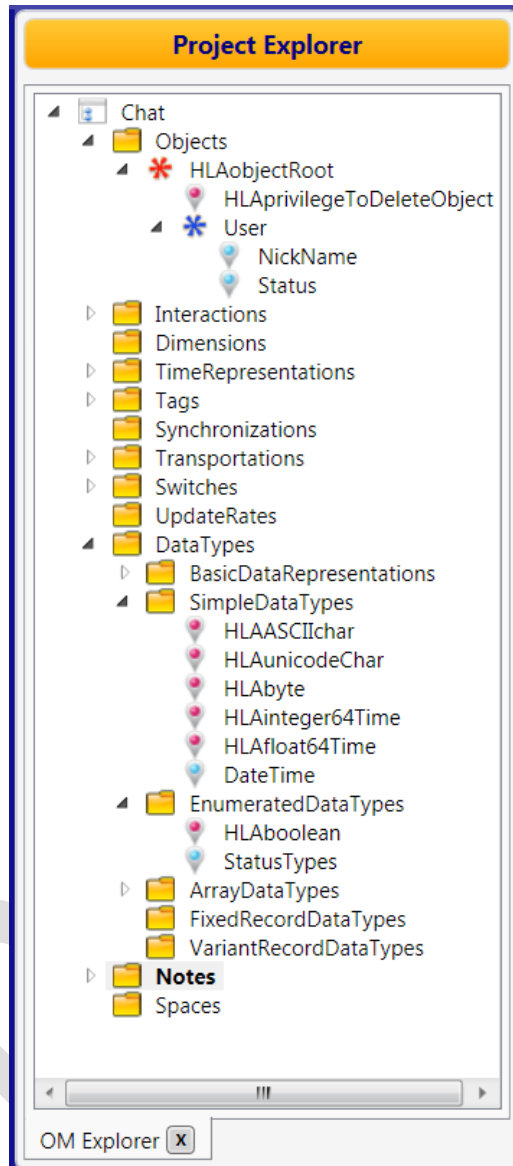 Project Explorer
Chat
Objects
HLAobjectRoot
HLAprivilegeToDeleteObject
User
NickName
Status
Interactions
Dimensions
TimeRepresentations
Tags
Synchronizations
Transportations
Switches
UpdateRates
DataTypes
BasicDataRepresentations
SimpleDataTypes
HLAASCIIchar
HLAunicodeChar
HLAbyte
HLAinteger64Time
HLAfloat64Time
DateTime
EnumeratedDataTypes
HLAboolean
StatusTypes
ArrayDataTypes
FixedRecordDataTypes
VariantRecordDataTypes
Notes
Spaces
OM Explorer x